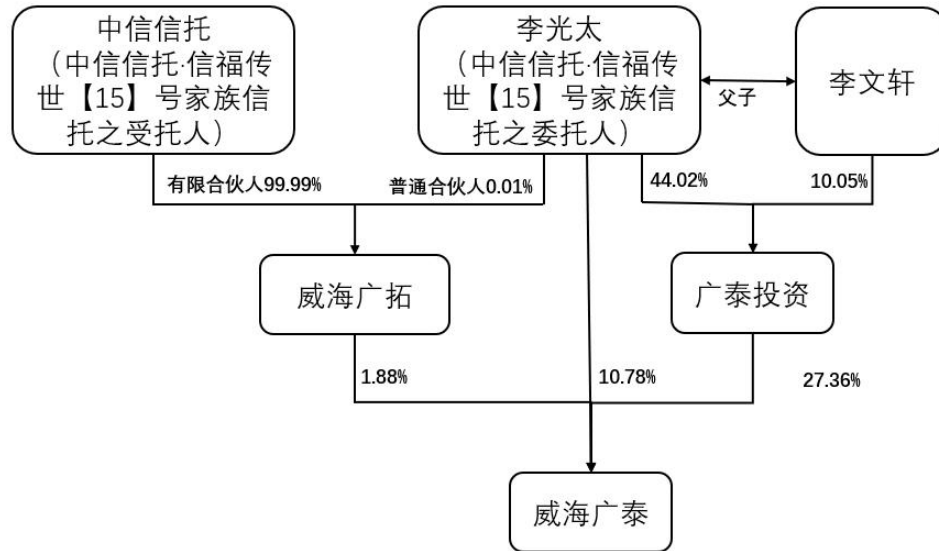 中信信托
（中信信托·信福传
世【15】号家族信
托之受托人）
李光太
（中信信托·信福传
世【15】号家族信
托之委托人）
父子
李文轩
有限合伙人99.99%
普通合伙人0.01%
44.02%
10.05%
威海广拓
广泰投资
1.88%
10.78%
27.36%
威海广泰